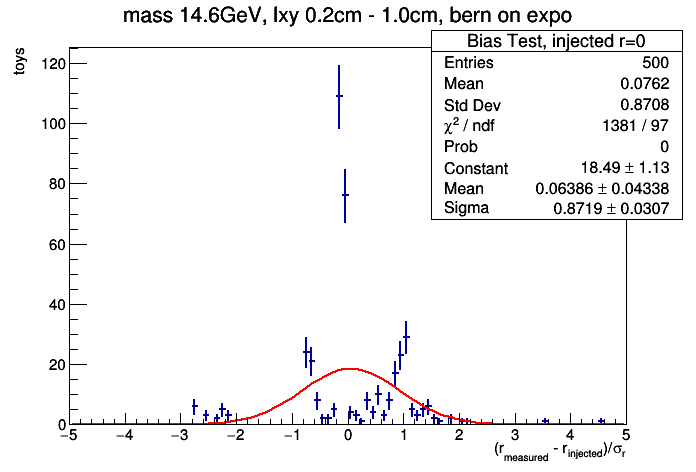 mass 14.6GeV, lxy 0.2cm - 1.0cm, bern on expo
toys
Bias Test, injected r=0
Entries 500
Mean 0.0762
Std Dev 0.8708
χ² / ndf 1381 / 97
Prob 0
Constant 18.49 ± 1.13
Mean 0.06386 ± 0.04338
Sigma 0.8719 ± 0.0307
120
100
80
60
40
20
0
−5 −4 −3 −2 −1 0 1 2 3 4 5
(r_measured - r_injected)/σ_r